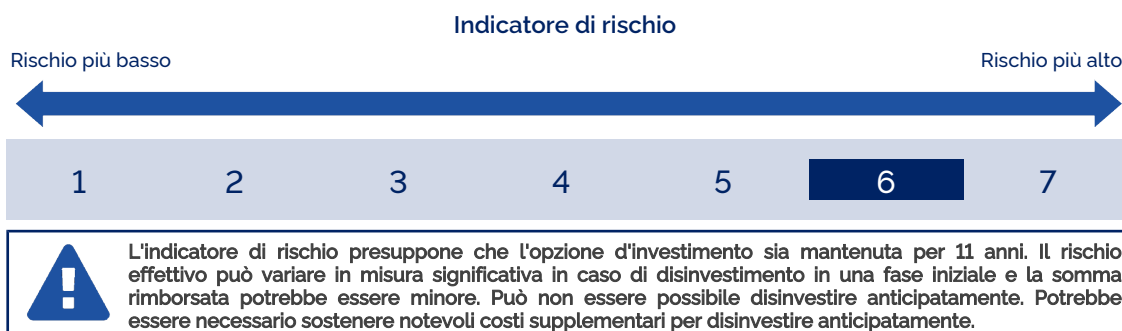 Indicatore di rischio
Rischio più basso Rischio più alto
1 2 3 4 5 6 7
L'indicatore di rischio presuppone che l'opzione d'investimento sia mantenuta per 11 anni. Il rischio
effettivo può variare in misura significativa in caso di disinvestimento in una fase iniziale e la somma
rimborsata potrebbe essere minore. Può non essere possibile disinvestire anticipatamente. Potrebbe
essere necessario sostenere notevoli costi supplementari per disinvestire anticipatamente.